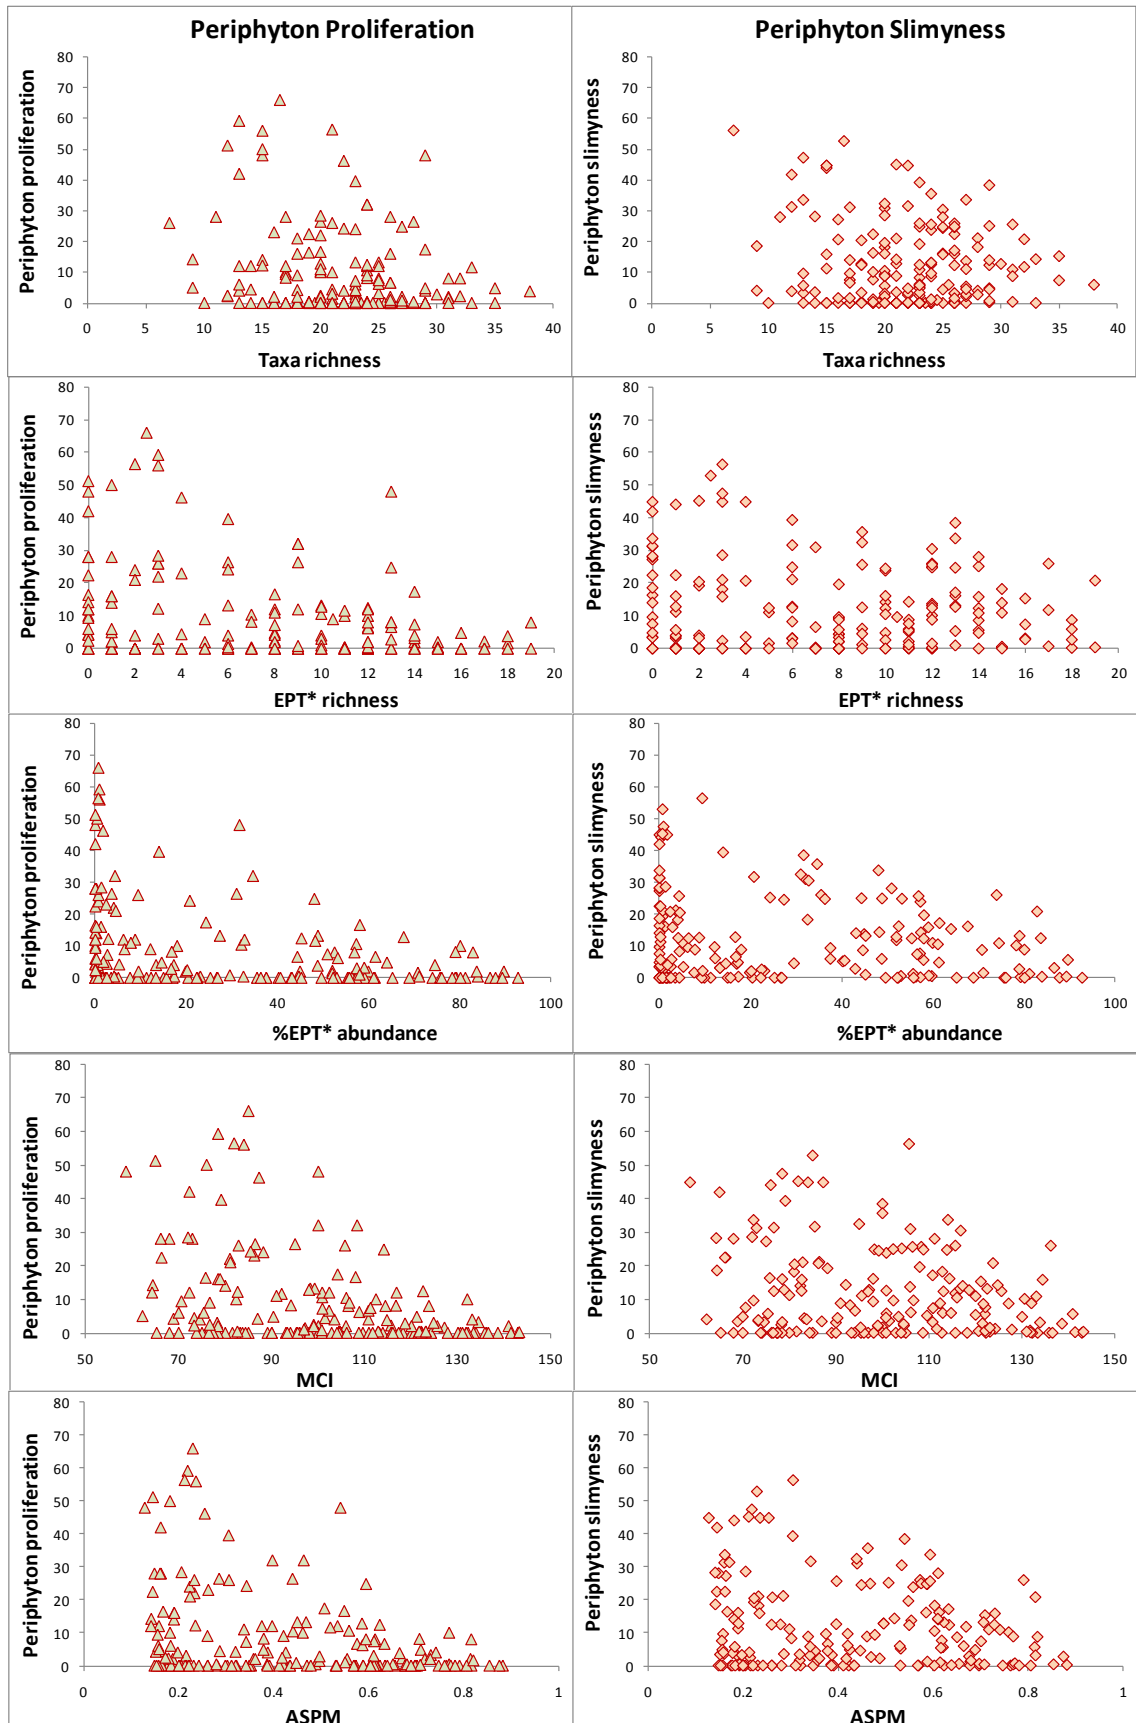 Periphyton Proliferation
Periphyton Slimyness
Periphyton proliferation
80
70
60
50
40
30
20
10
0
0 5 10 15 20 25 30 35 40
Taxa richness
Periphyton slimyness
80
70
60
50
40
30
20
10
0
0 5 10 15 20 25 30 35 40
Taxa richness
Periphyton proliferation
80
70
60
50
40
30
20
10
0
0 2 4 6 8 10 12 14 16 18 20
EPT* richness
Periphyton slimyness
80
70
60
50
40
30
20
10
0
0 2 4 6 8 10 12 14 16 18 20
EPT* richness
Periphyton proliferation
80
70
60
50
40
30
20
10
0
0 20 40 60 80 100
%EPT* abundance
Periphyton slimyness
80
70
60
50
40
30
20
10
0
0 20 40 60 80 100
%EPT* abundance
Periphyton proliferation
80
70
60
50
40
30
20
10
0
50 70 90 110 130 150
MCI
Periphyton slimyness
80
70
60
50
40
30
20
10
0
50 70 90 110 130 150
MCI
Periphyton proliferation
80
70
60
50
40
30
20
10
0
0 0.2 0.4 0.6 0.8 1
ASPM
Periphyton slimyness
80
70
60
50
40
30
20
10
0
0 0.2 0.4 0.6 0.8 1
ASPM